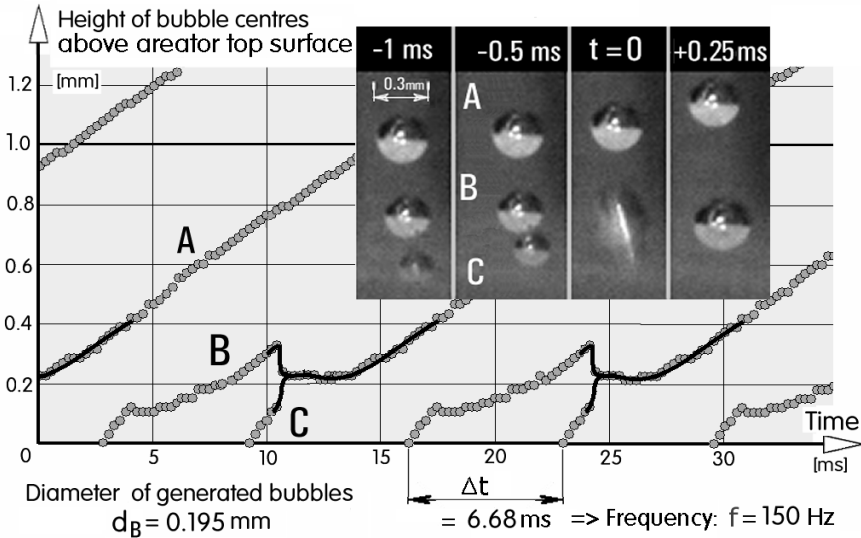 Height of bubble centres
above areator top surface
[mm]
-1 ms
-0.5 ms
t = 0
+0.25 ms
0.3mm
A
B
C
1.2
1.0
0.8
0.6
0.4
0.2
0
A
B
C
0
5
10
15
20
25
30
Time
[ms]
Δt
Diameter of generated bubbles
d_B = 0.195 mm
= 6.68 ms => Frequency: f = 150 Hz